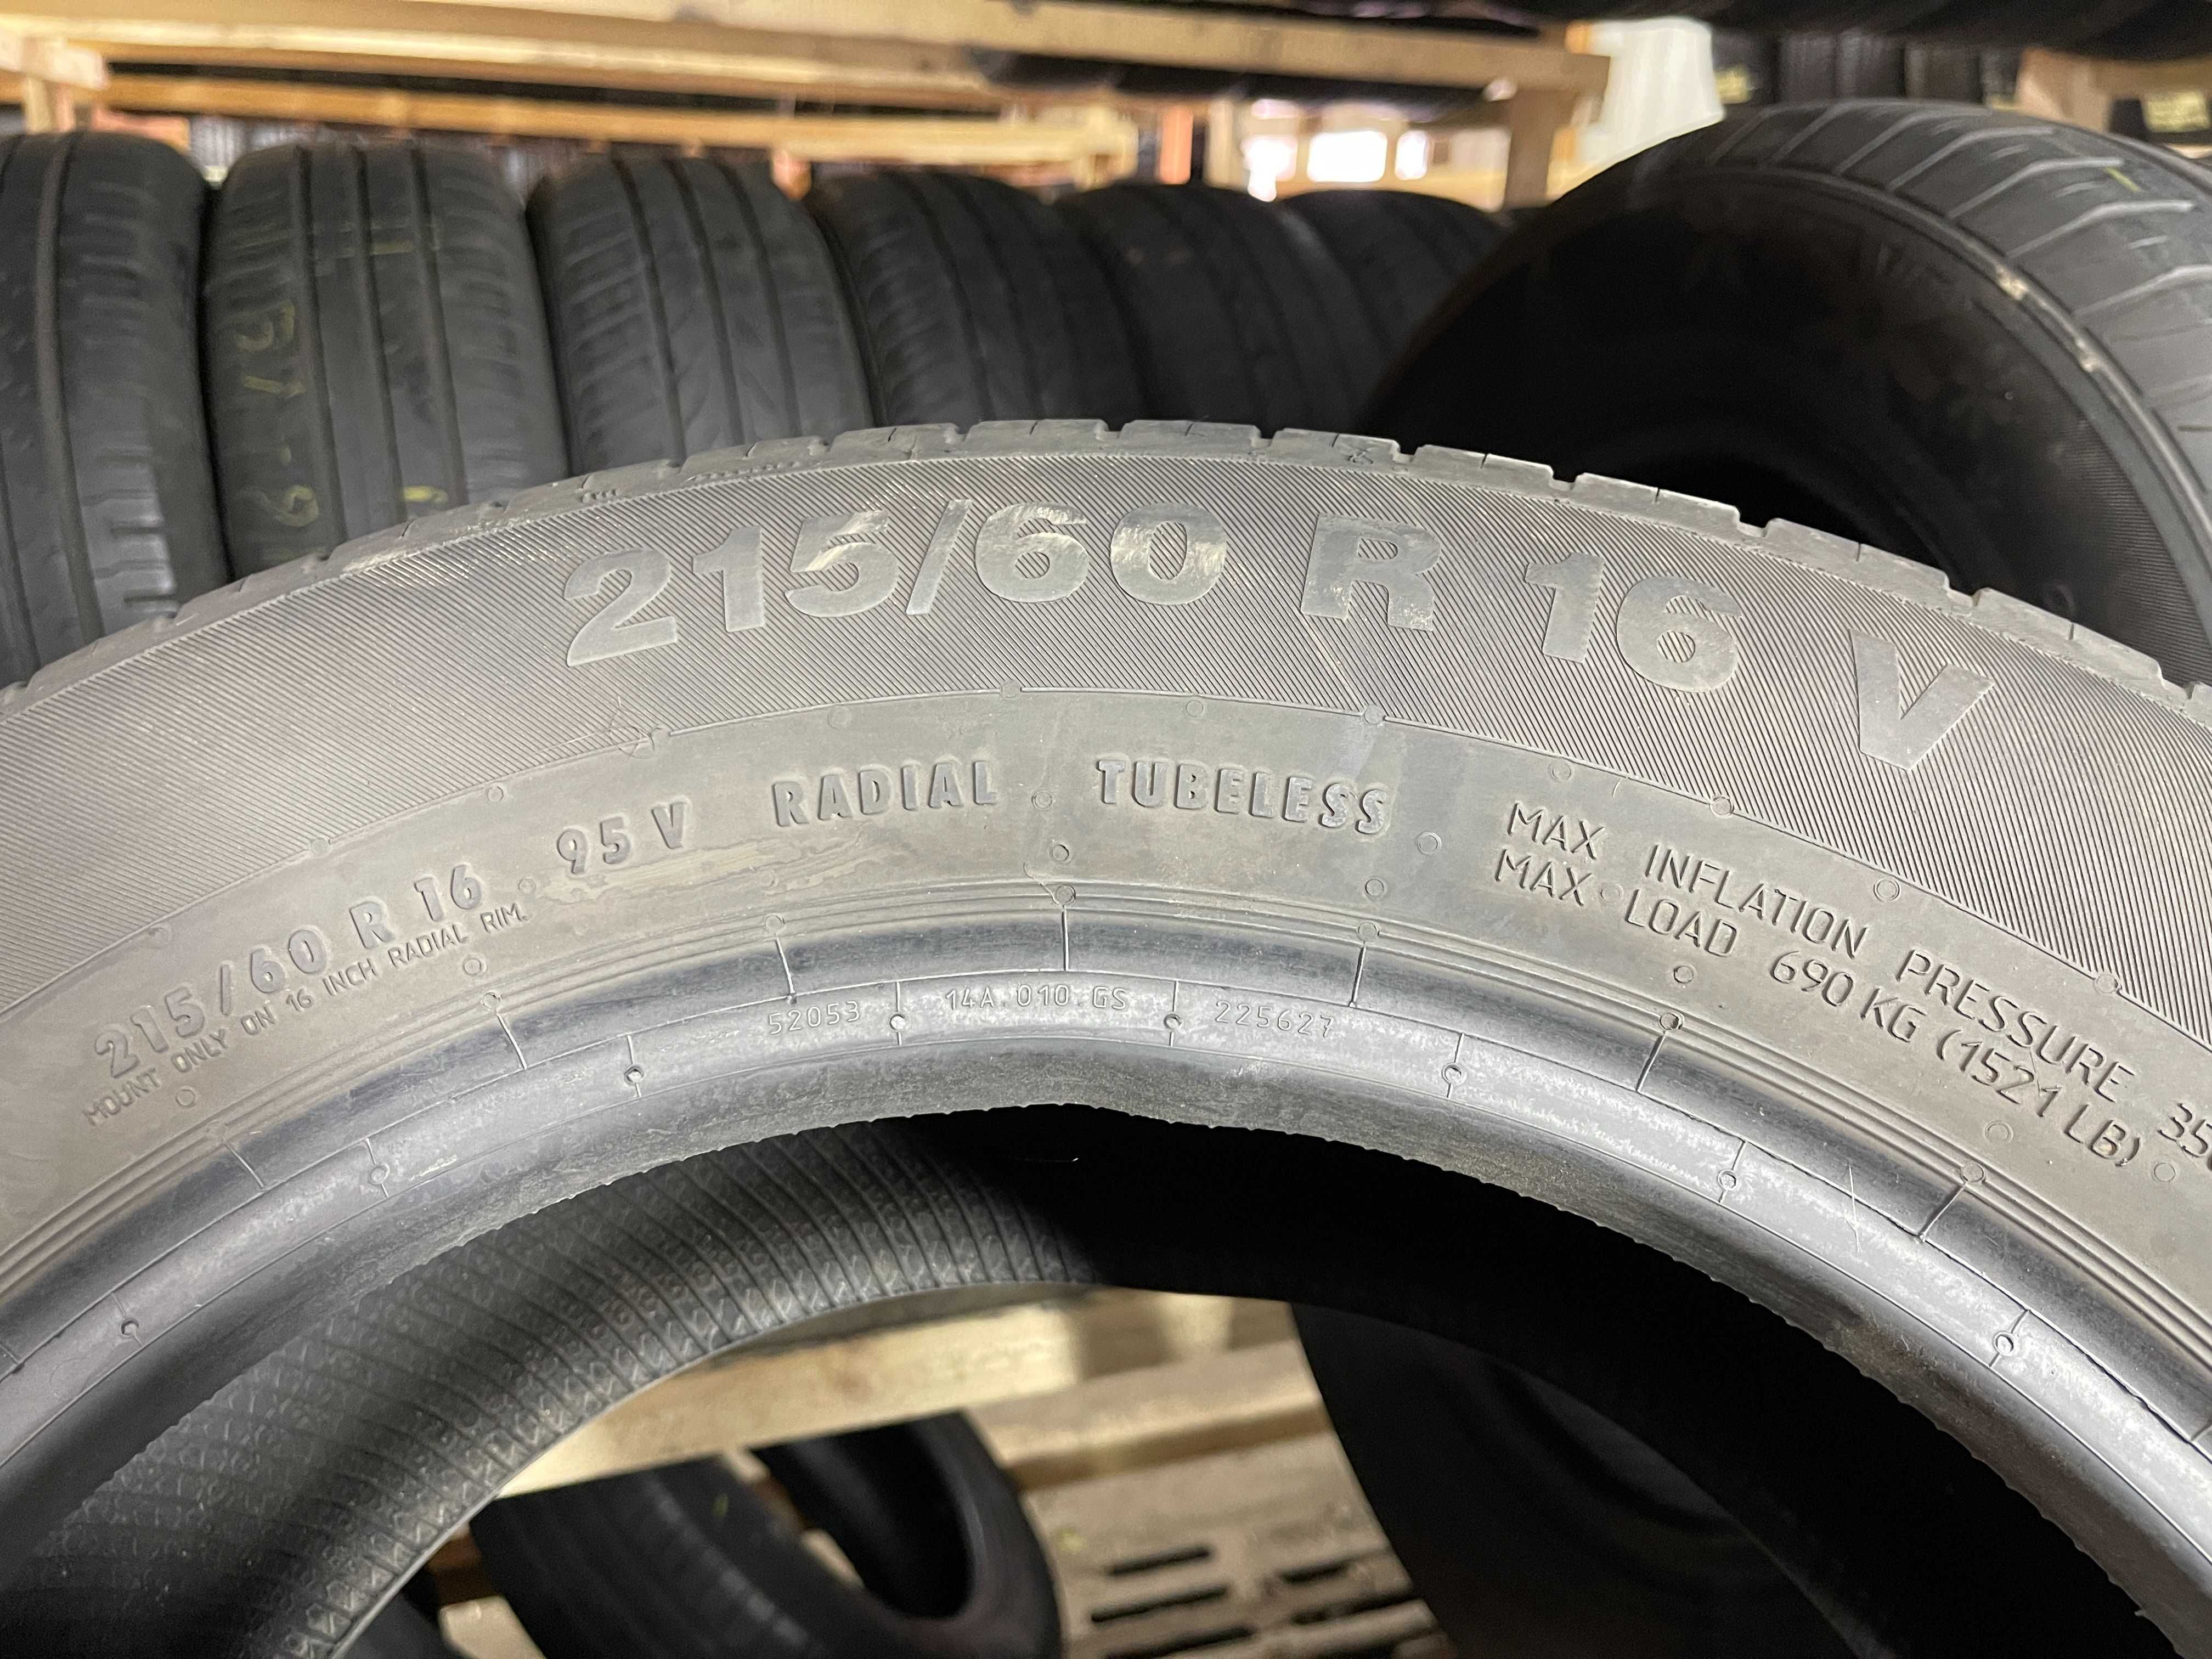 215/60 R 16 V
215/60 R 16 95 V RADIAL TUBELESS
MOUNT ONLY ON 16 INCH RADIAL RIM.
MAX INFLATION PRESSURE
MAX LOAD 690 KG (1521 LB)
52053 14A 010 GS 225627